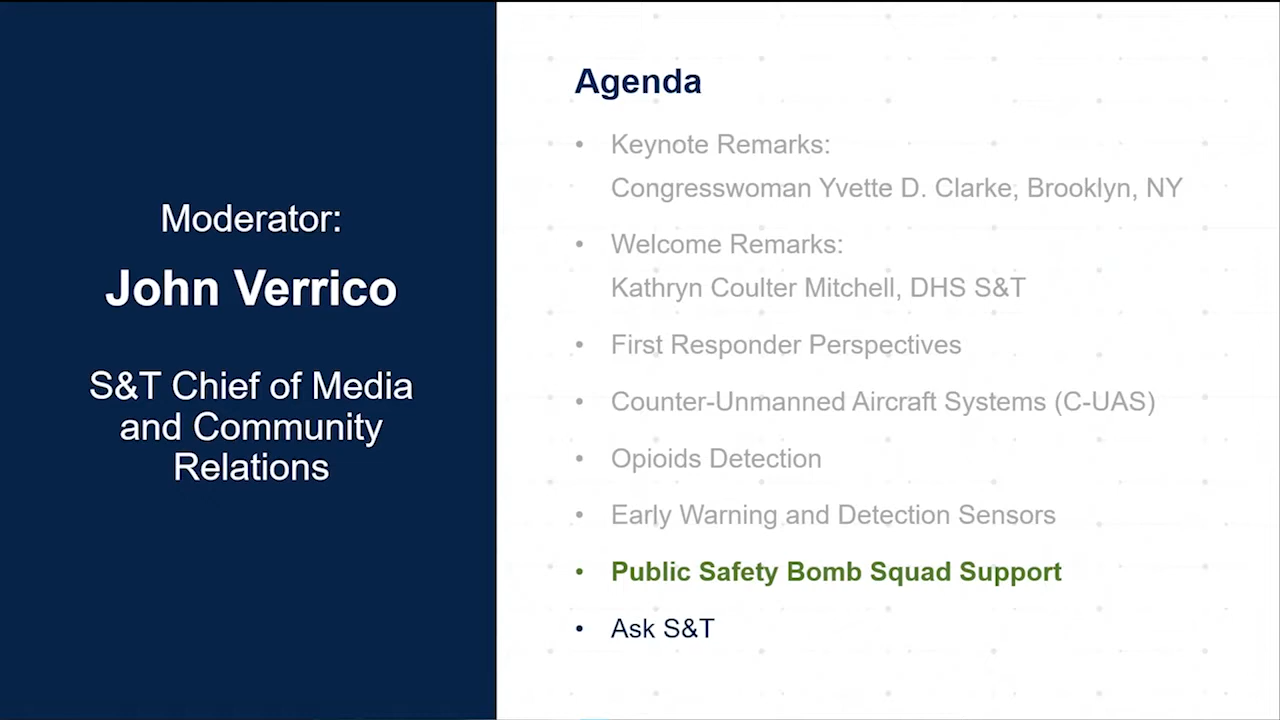 Moderator:
John Verrico
S&T Chief of Media
and Community
Relations
Agenda
• Keynote Remarks:
Congresswoman Yvette D. Clarke, Brooklyn, NY
• Welcome Remarks:
Kathryn Coulter Mitchell, DHS S&T
• First Responder Perspectives
• Counter-Unmanned Aircraft Systems (C-UAS)
• Opioids Detection
• Early Warning and Detection Sensors
• Public Safety Bomb Squad Support
• Ask S&T